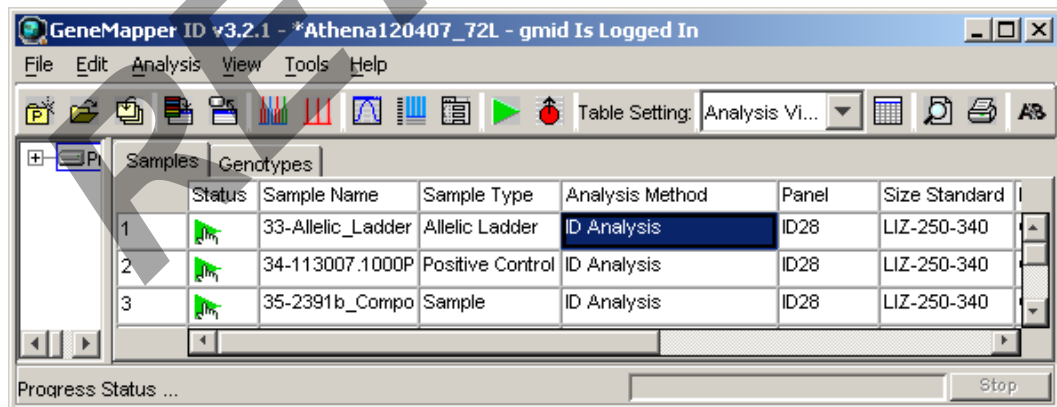 GeneMapper ID v3.2.1 - *Athena120407_72L - gmid Is Logged In
File Edit Analysis View Tools Help
Table Setting: Analysis Vi...
Samples Genotypes
Status Sample Name Sample Type Analysis Method Panel Size Standard
1 33-Allelic_Ladder Allelic Ladder ID Analysis ID28 LIZ-250-340
2 34-113007.1000P Positive Control ID Analysis ID28 LIZ-250-340
3 35-2391b_Compo Sample ID Analysis ID28 LIZ-250-340
Progress Status ... Stop